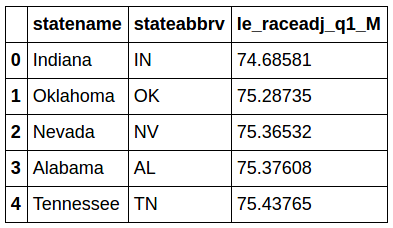 statename stateabbrv le_raceadj_q1_M
0 Indiana IN 74.68581
1 Oklahoma OK 75.28735
2 Nevada NV 75.36532
3 Alabama AL 75.37608
4 Tennessee TN 75.43765